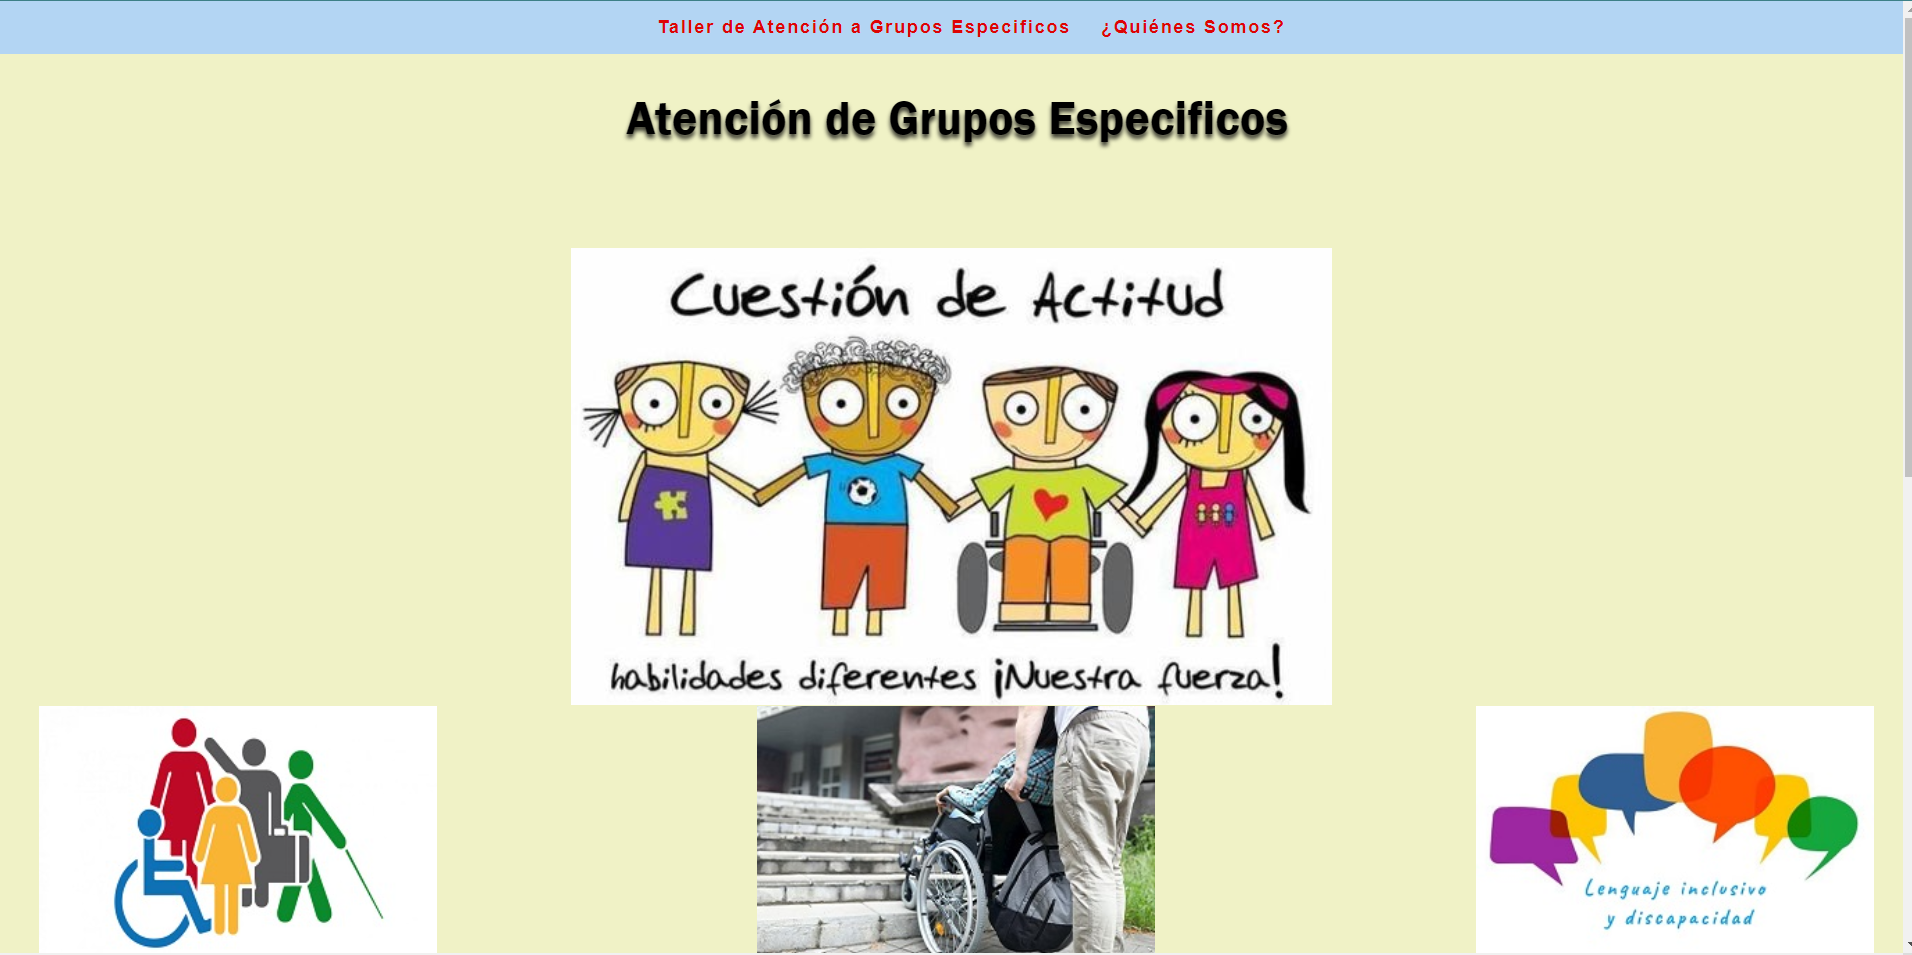 Taller de Atención a Grupos Especificos ¿Quiénes Somos?
Atención de Grupos Especificos
Cuestión de Actitud
habilidades diferentes ¡Nuestra fuerza!
Lenguaje inclusivo
y discapacidad